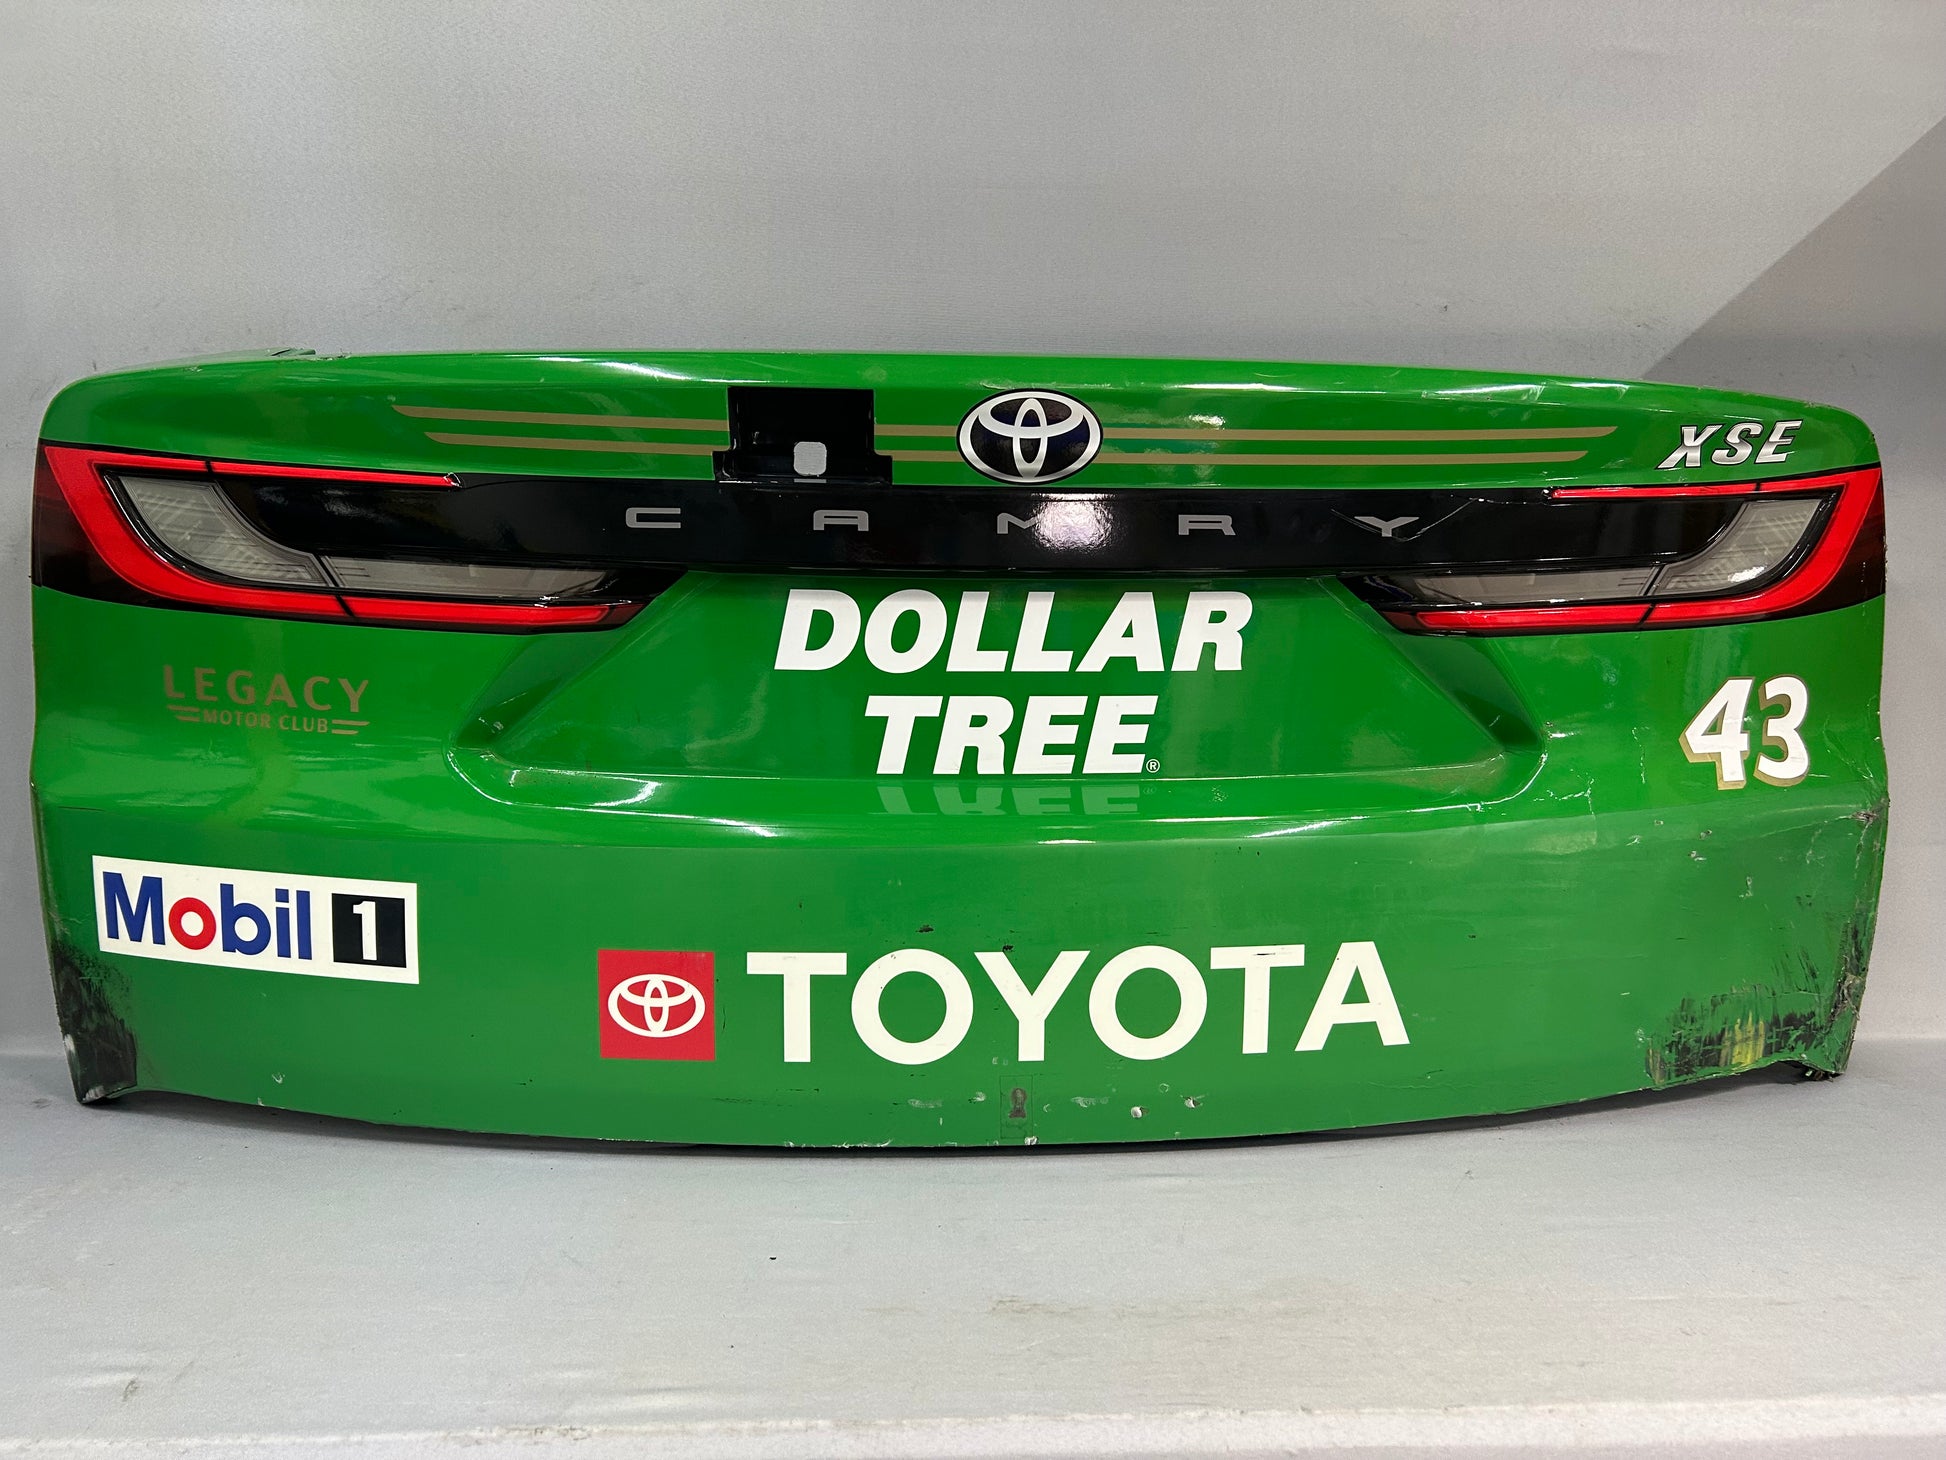 XSE
CAMRY
DOLLAR
TREE®
LEGACY
MOTOR CLUB
43
Mobil 1
TOYOTA